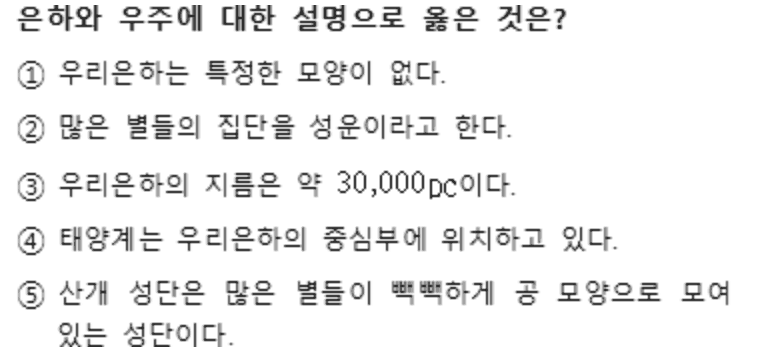 은하와 우주에 대한 설명으로 옳은 것은?
① 우리은하는 특정한 모양이 없다.
② 많은 별들의 집단을 성운이라고 한다.
③ 우리은하의 지름은 약 30,000pc이다.
④ 태양계는 우리은하의 중심부에 위치하고 있다.
⑤ 산개 성단은 많은 별들이 빽빽하게 공 모양으로 모여
있는 성단이다.